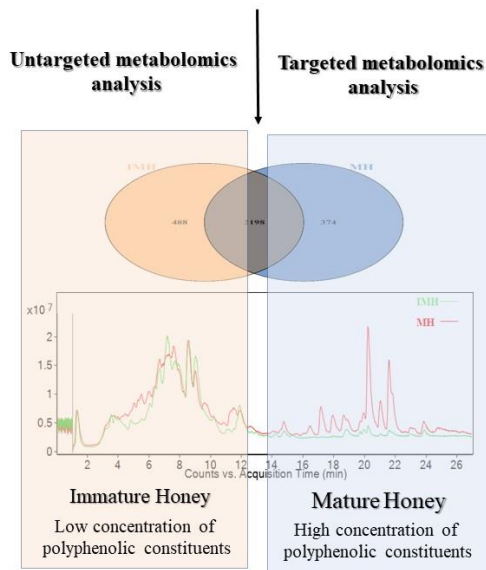 Untargeted metabolomics
analysis
Targeted metabolomics
analysis
IMH
MH
488
374
x10 7
IMH
MH
2
1.5
1
0.5
0
2 4 6 8 10 12 14 16 18 20 22 24 26
Counts vs. Acquisition Time (min)
Immature Honey
Low concentration of
polyphenolic constituents
Mature Honey
High concentration of
polyphenolic constituents